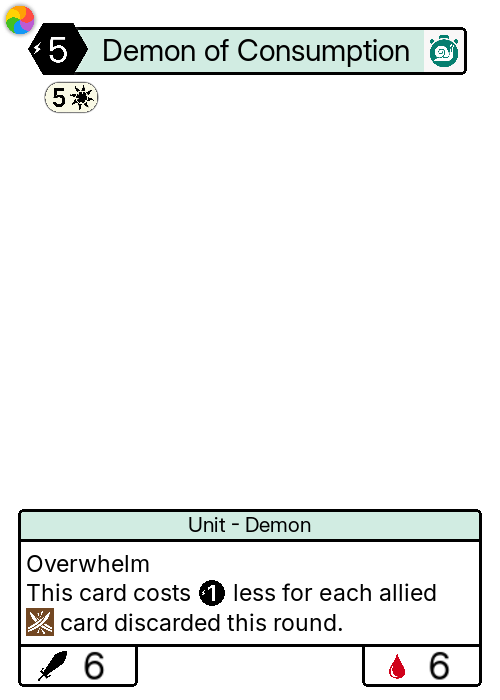 5 Demon of Consumption
5
Unit - Demon
Overwhelm
This card costs 1 less for each allied
card discarded this round.
6 6